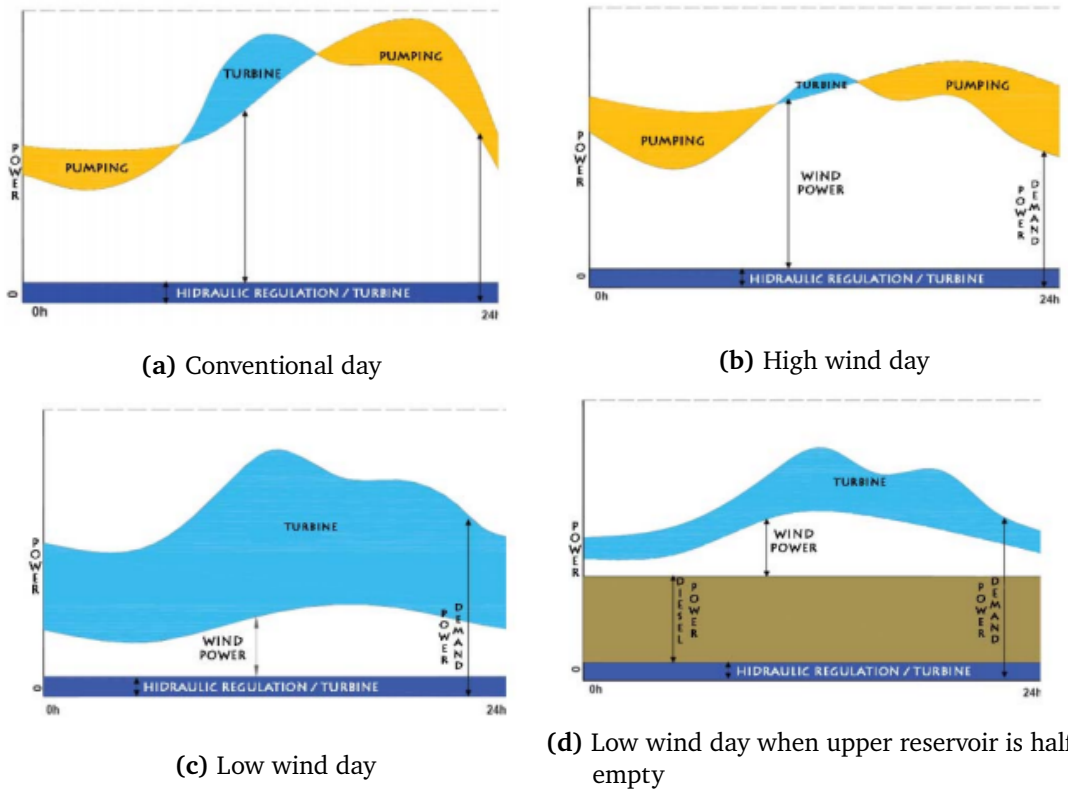 POWER
PUMPING
TURBINE
PUMPING
HIDRAULIC REGULATION / TURBINE
0
0h
24h
(a) Conventional day
POWER
PUMPING
TURBINE
PUMPING
WIND
POWER
DEMAND
POWER
HIDRAULIC REGULATION / TURBINE
0
0h
24h
(b) High wind day
POWER
TURBINE
WIND
POWER
DEMAND
POWER
HIDRAULIC REGULATION / TURBINE
0
0h
24h
(c) Low wind day
POWER
TURBINE
WIND
POWER
DIESEL
POWER
DEMAND
POWER
HIDRAULIC REGULATION / TURBINE
0
0h
24h
(d) Low wind day when upper reservoir is half
empty